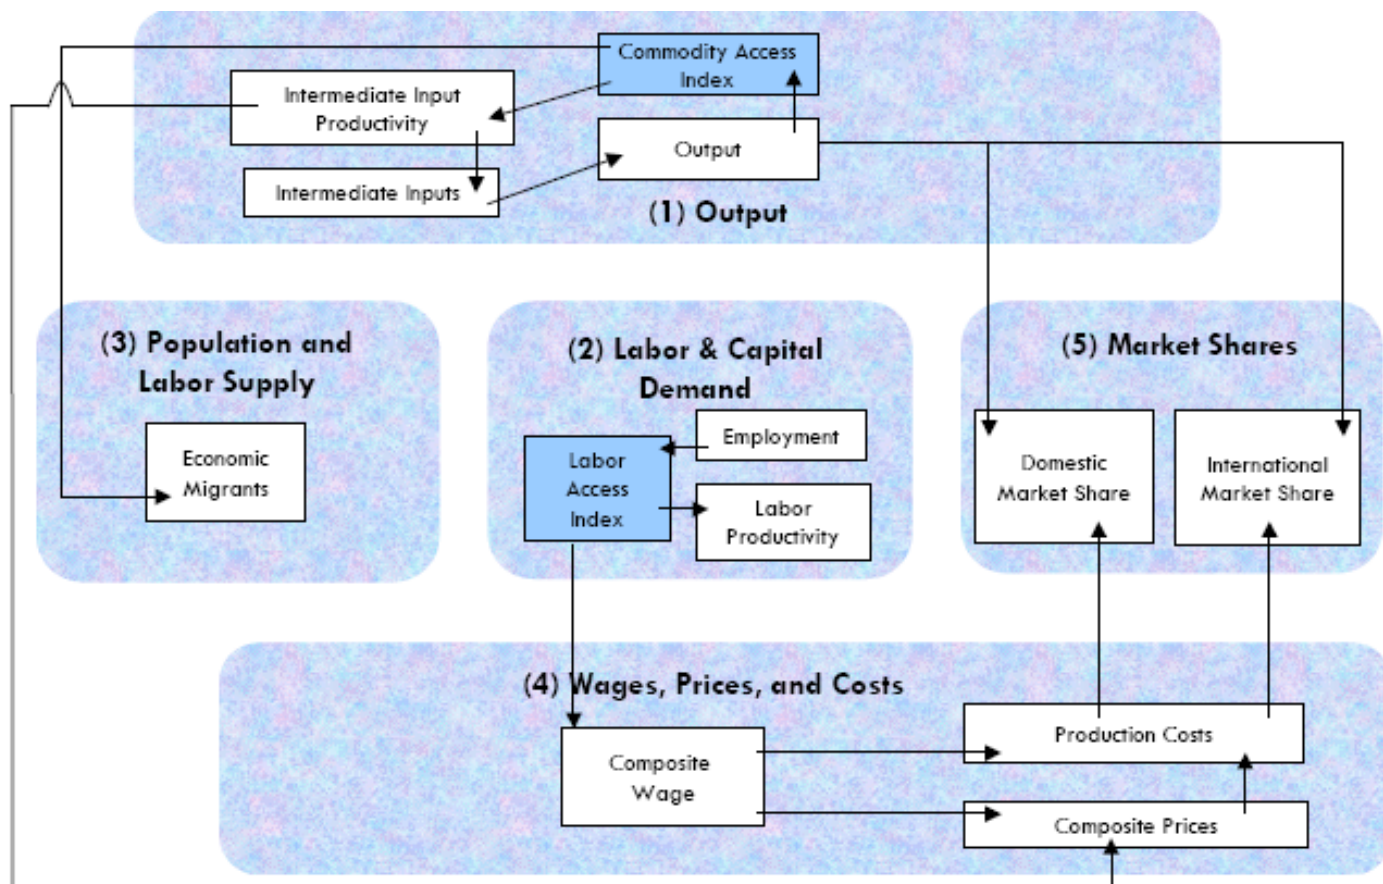 Commodity Access
Index
Intermediate Input
Productivity
Output
Intermediate Inputs
(1) Output
(3) Population and
Labor Supply
Economic
Migrants
(2) Labor & Capital
Demand
Employment
Labor
Access
Index
Labor
Productivity
(5) Market Shares
Domestic
Market Share
International
Market Share
(4) Wages, Prices, and Costs
Composite
Wage
Production Costs
Composite Prices